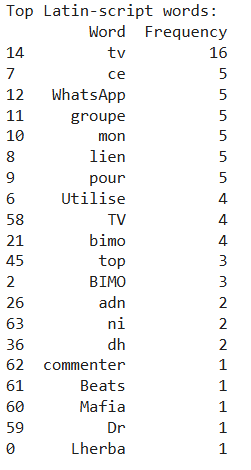 Top Latin-script words:
Word Frequency
14 tv 16
7 ce 5
12 WhatsApp 5
11 groupe 5
10 mon 5
8 lien 5
9 pour 5
6 Utilise 4
58 TV 4
21 bimo 4
45 top 3
2 BIMO 3
26 adn 2
63 ni 2
36 dh 2
62 commenter 1
61 Beats 1
60 Mafia 1
59 Dr 1
0 Lherba 1